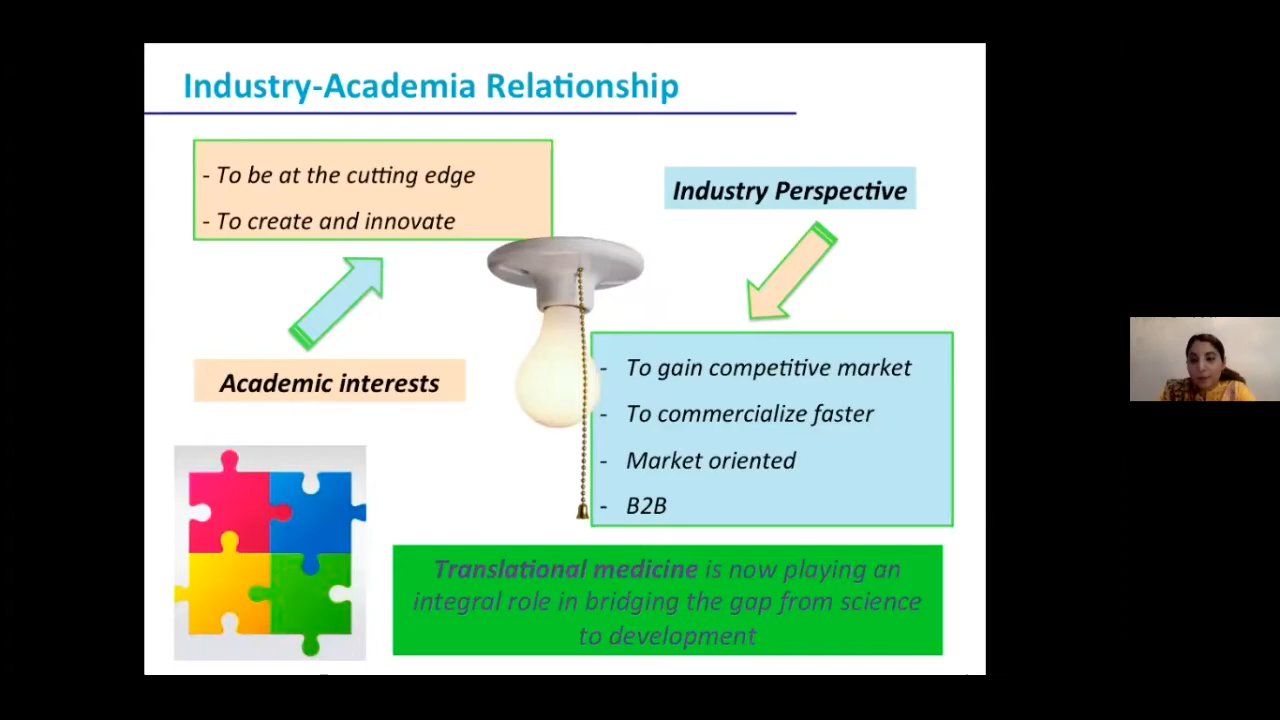 Industry-Academia Relationship
- To be at the cutting edge
- To create and innovate
Industry Perspective
Academic interests
- To gain competitive market
- To commercialize faster
- Market oriented
- B2B
Translational medicine is now playing an
integral role in bridging the gap from science
to development